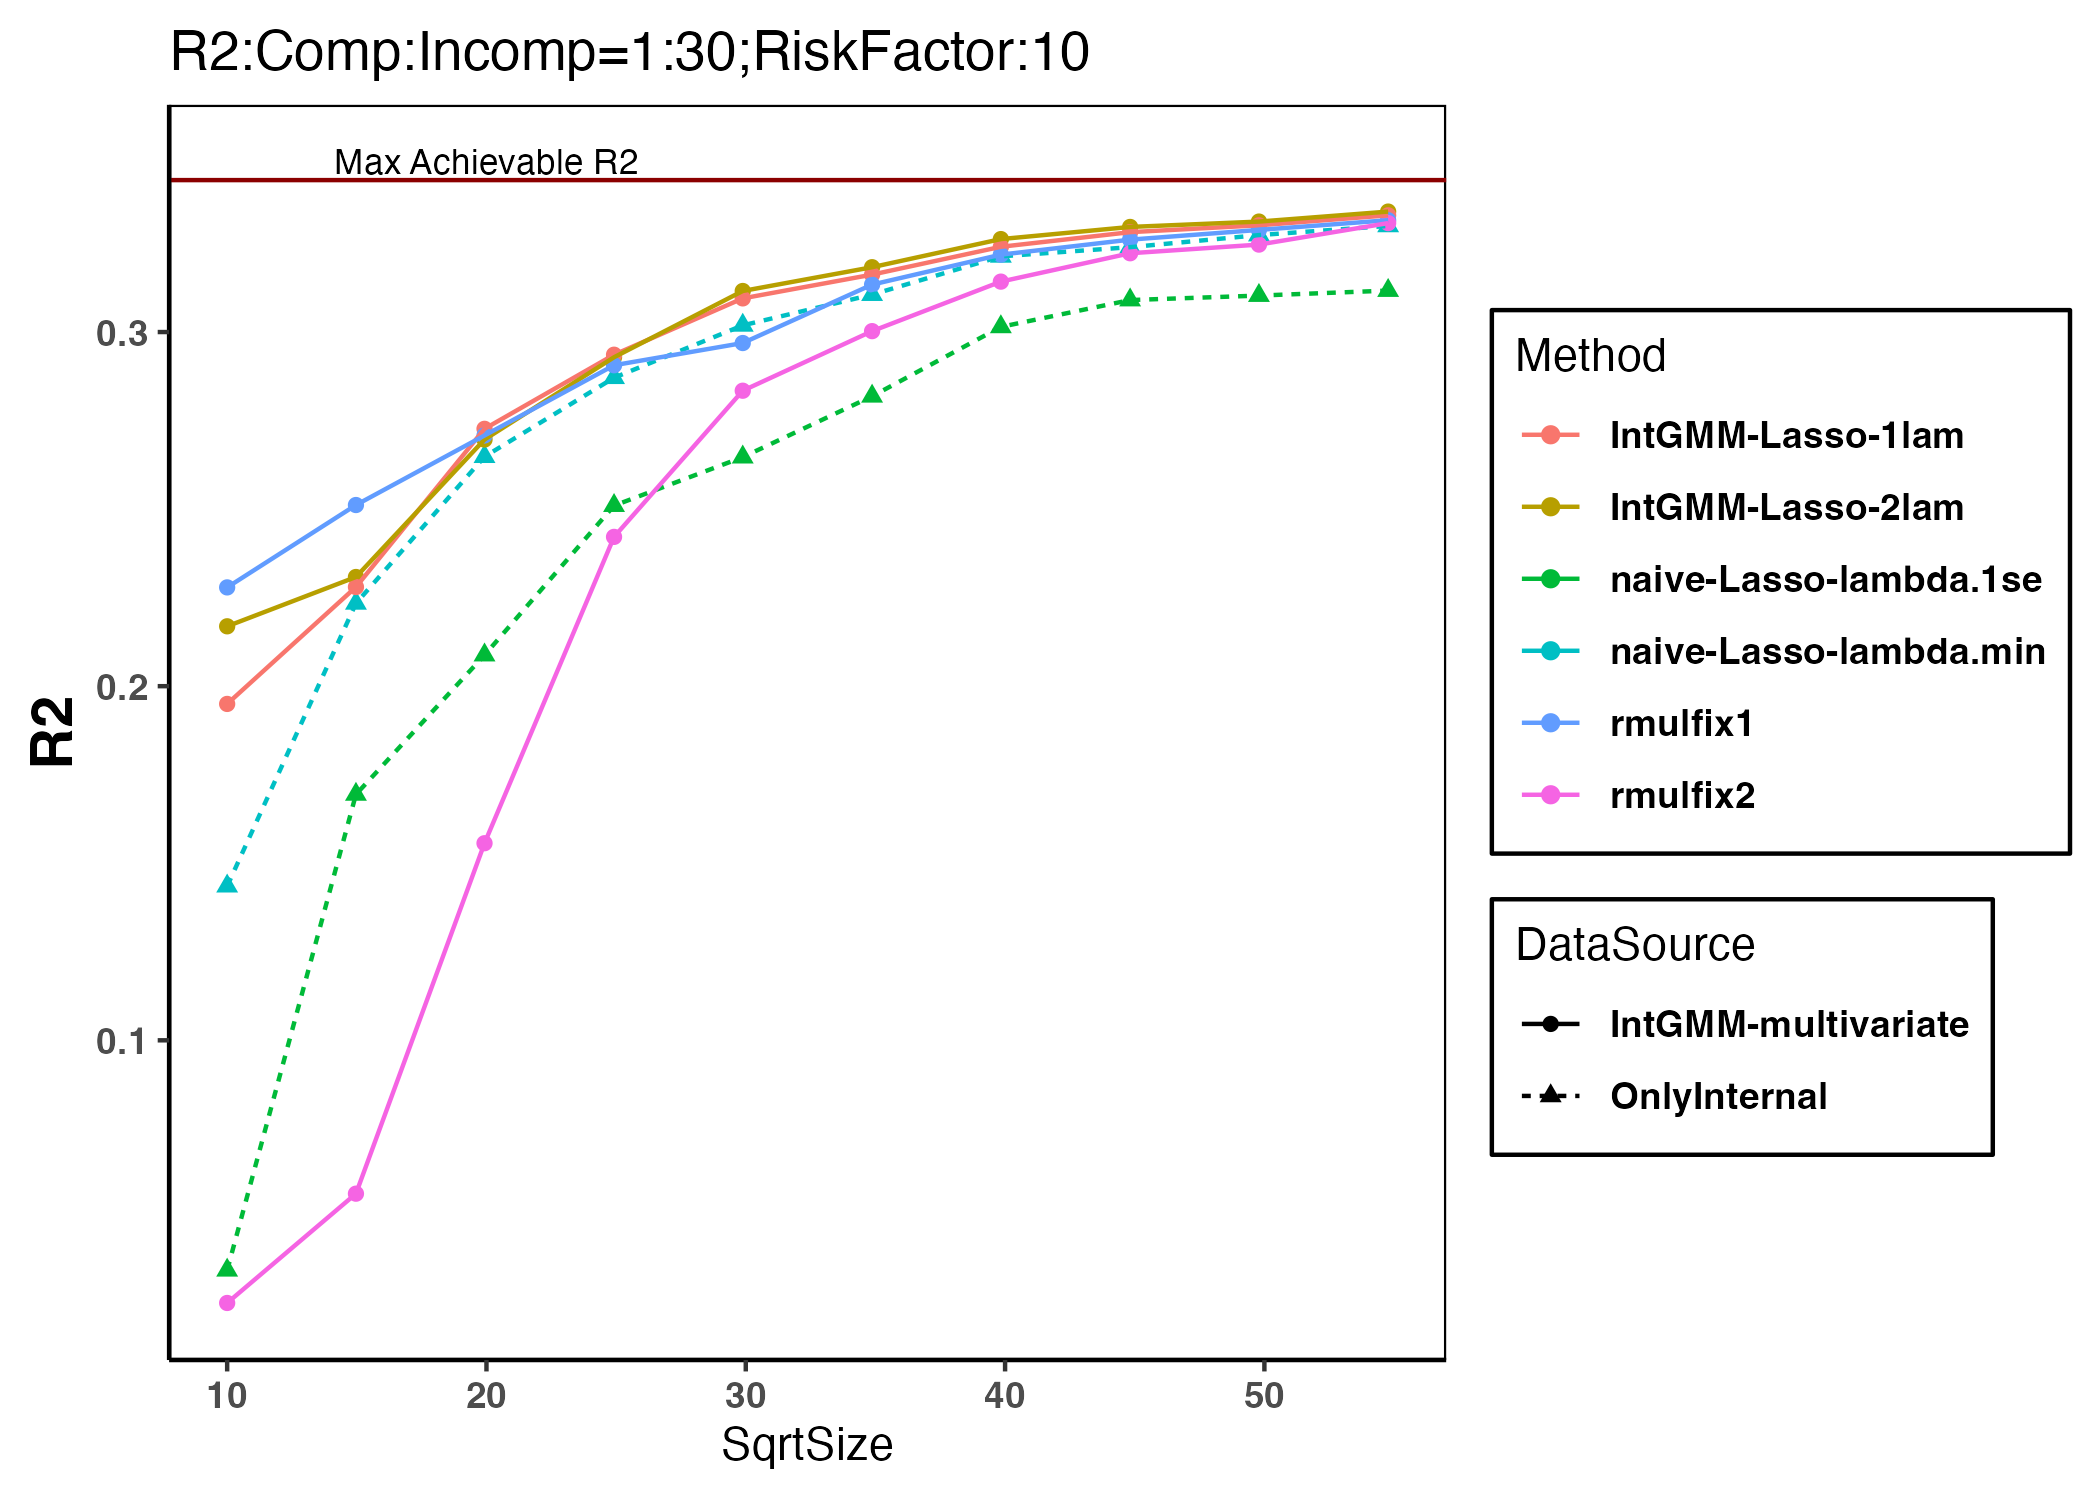 R2:Comp:Incomp=1:30;RiskFactor:10
Max Achievable R2
0.3
0.2
0.1
R2
10 20 30 40 50
SqrtSize
Method
IntGMM-Lasso-1lam
IntGMM-Lasso-2lam
naive-Lasso-lambda.1se
naive-Lasso-lambda.min
rmulfix1
rmulfix2
DataSource
IntGMM-multivariate
OnlyInternal